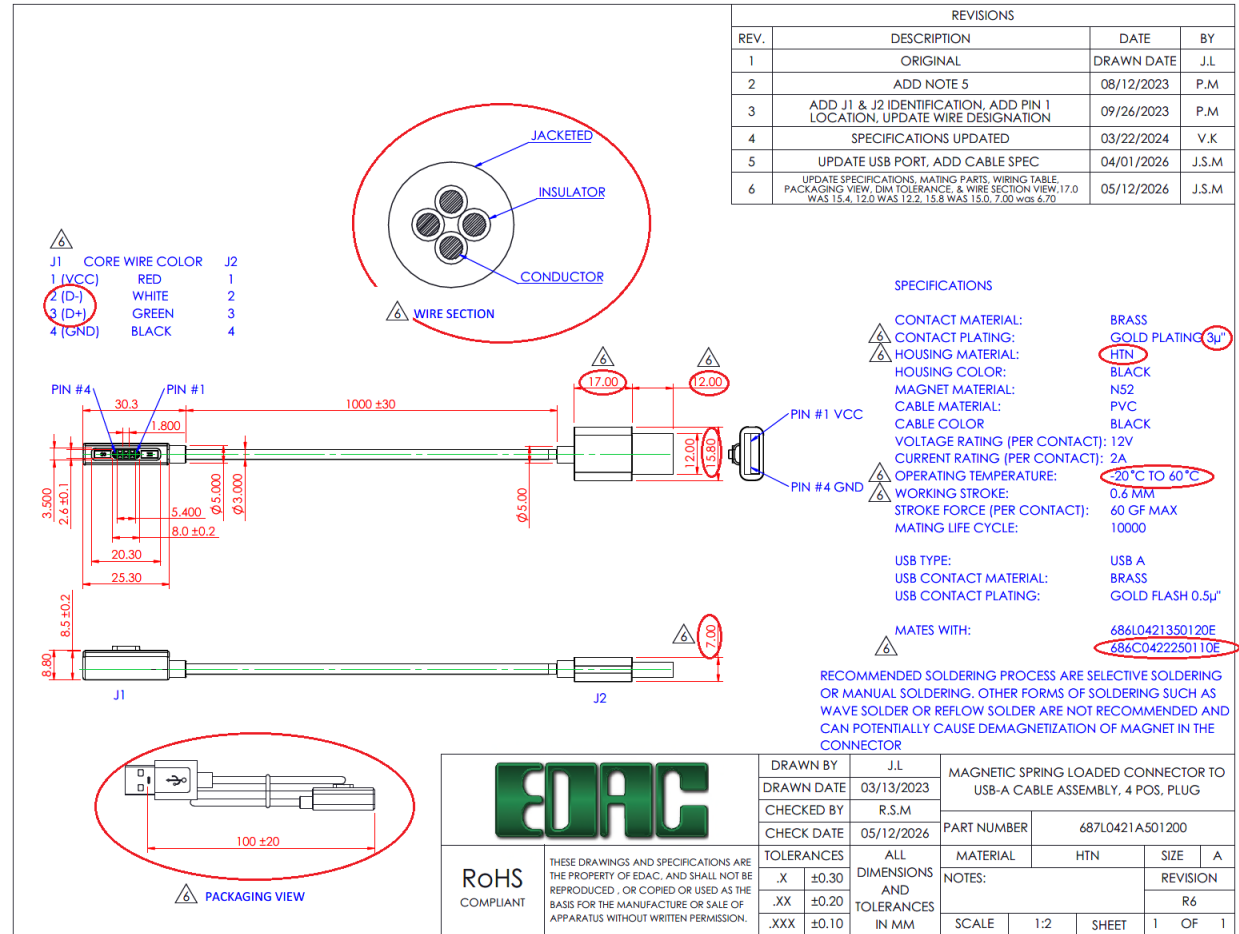 REVISIONS
REV. DESCRIPTION DATE BY
1 ORIGINAL DRAWN DATE J.L
2 ADD NOTE 5 08/12/2023 P.M
3 ADD J1 & J2 IDENTIFICATION, ADD PIN 1
LOCATION, UPDATE WIRE DESIGNATION 09/26/2023 P.M
4 SPECIFICATIONS UPDATED 03/22/2024 V.K
5 UPDATE USB PORT, ADD CABLE SPEC 04/01/2026 J.S.M
6 UPDATE SPECIFICATIONS, MATING PARTS, WIRING TABLE,
PACKAGING VIEW, DIM TOLERANCE, & WIRE SECTION VIEW,17.0
WAS 15.4, 12.0 WAS 12.2, 15.8 WAS 15.0, 7.00 was 6.70 05/12/2026 J.S.M
JACKETED
INSULATOR
CONDUCTOR
6 WIRE SECTION
6
J1 CORE WIRE COLOR J2
1 (VCC) RED 1
2 (D-) WHITE 2
3 (D+) GREEN 3
4 (GND) BLACK 4
PIN #4 PIN #1
30.3
1000 ±30
1.800
6
17.00
6
12.00
3.500
2.6 ±0.1
5.400
8.0 ±0.2
20.30
25.30
Ø5.000
Ø3.000
Ø5.00
12.00
15.80
PIN #1 VCC
PIN #4 GND
8.5 ±0.2
8.80
J1
6
7.00
J2
SPECIFICATIONS
CONTACT MATERIAL: BRASS
6 CONTACT PLATING: GOLD PLATING 3µ"
6 HOUSING MATERIAL: HTN
HOUSING COLOR: BLACK
MAGNET MATERIAL: N52
CABLE MATERIAL: PVC
CABLE COLOR BLACK
VOLTAGE RATING (PER CONTACT): 12V
CURRENT RATING (PER CONTACT): 2A
6 OPERATING TEMPERATURE: -20°C TO 60°C
6 WORKING STROKE: 0.6 MM
STROKE FORCE (PER CONTACT): 60 GF MAX
MATING LIFE CYCLE: 10000
USB TYPE: USB A
USB CONTACT MATERIAL: BRASS
USB CONTACT PLATING: GOLD FLASH 0.5µ"
MATES WITH: 686L0421350120E
6 686C0422250110E
RECOMMENDED SOLDERING PROCESS ARE SELECTIVE SOLDERING
OR MANUAL SOLDERING. OTHER FORMS OF SOLDERING SUCH AS
WAVE SOLDER OR REFLOW SOLDER ARE NOT RECOMMENDED AND
CAN POTENTIALLY CAUSE DEMAGNETIZATION OF MAGNET IN THE
CONNECTOR
100 ±20
6 PACKAGING VIEW
EDAC
RoHS
COMPLIANT
THESE DRAWINGS AND SPECIFICATIONS ARE
THE PROPERTY OF EDAC, AND SHALL NOT BE
REPRODUCED , OR COPIED OR USED AS THE
BASIS FOR THE MANUFACTURE OR SALE OF
APPARATUS WITHOUT WRITTEN PERMISSION.
DRAWN BY J.L
DRAWN DATE 03/13/2023
CHECKED BY R.S.M
CHECK DATE 05/12/2026
TOLERANCES
.X ±0.30
.XX ±0.20
.XXX ±0.10
ALL
DIMENSIONS
AND
TOLERANCES
IN MM
MAGNETIC SPRING LOADED CONNECTOR TO
USB-A CABLE ASSEMBLY, 4 POS, PLUG
PART NUMBER 687L0421A501200
MATERIAL HTN SIZE A
NOTES: REVISION
R6
SCALE 1:2 SHEET 1 OF 1